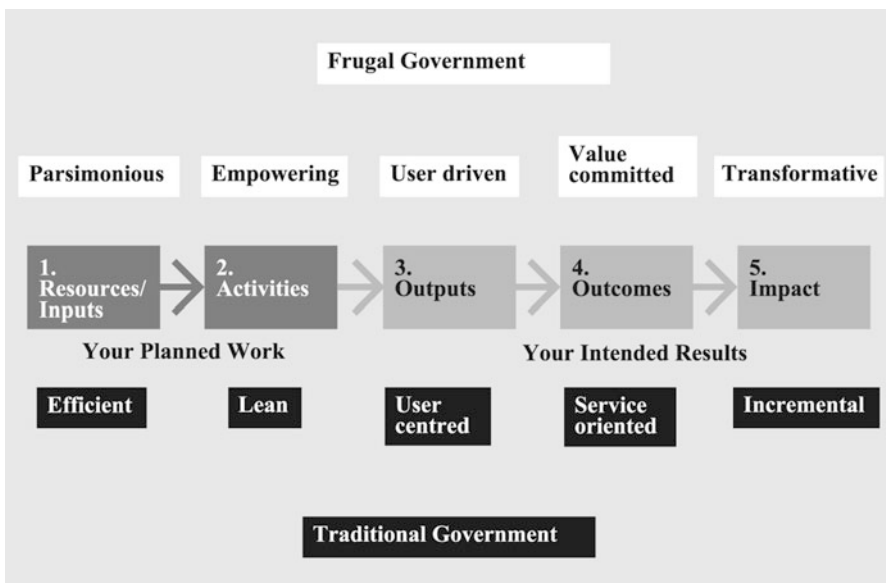 Frugal Government
Parsimonious
Empowering
User driven
Value
committed
Transformative
1.
Resources/
Inputs
2.
Activities
3.
Outputs
4.
Outcomes
5.
Impact
Your Planned Work
Your Intended Results
Efficient
Lean
User
centred
Service
oriented
Incremental
Traditional Government